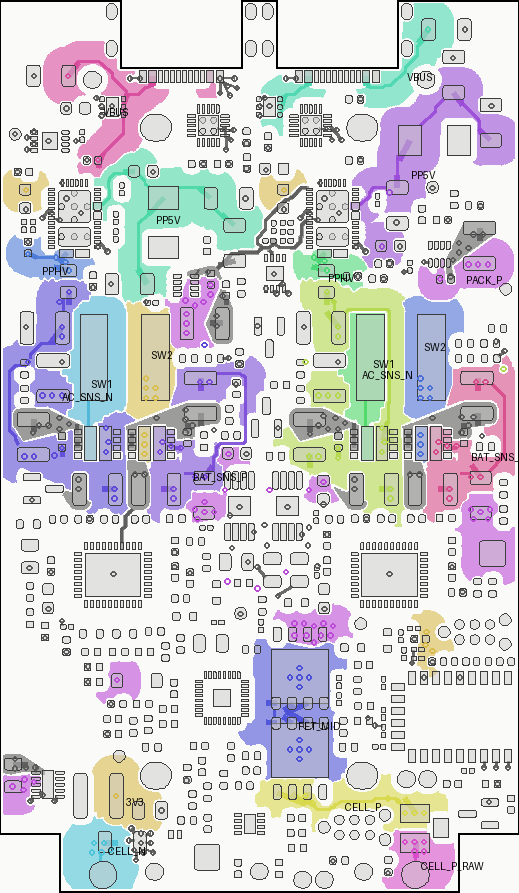 VBUS
VBUS
PP5V
PP5V
PPHV
PPHV
PACK_P
SW1
AC_SNS_N
SW2
SW1
AC_SNS_N
SW2
BAT_SNS_P
BAT_SNS_
FET_MID
3V3
CELL_P
CELL_N
CELL_P_RAW